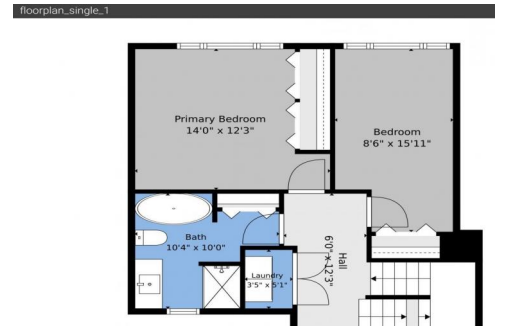 floorplan_single_1
Primary Bedroom
14'0" x 12'3"
Bedroom
8'6" x 15'11"
Bath
10'4" x 10'0"
Hall
6'0" x 12'3"
Laundry
3'5" x 5'1"